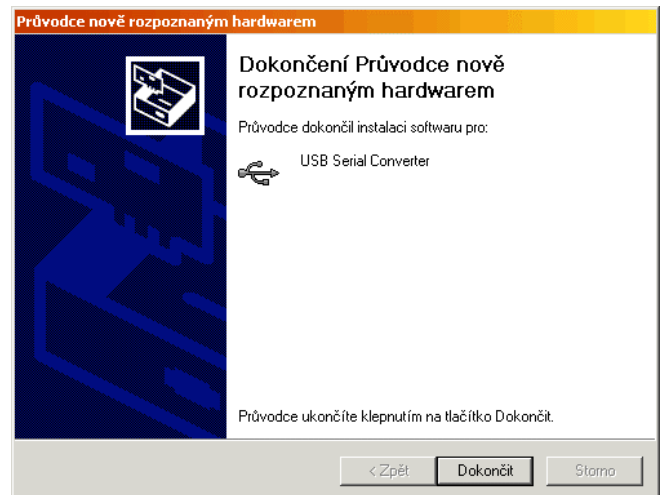 Průvodce nově rozpoznaným hardwarem
Dokončení Průvodce nově
rozpoznaným hardwarem
Průvodce dokončil instalaci softwaru pro:
USB Serial Converter
Průvodce ukončíte klepnutím na tlačítko Dokončit.
< Zpět
Dokončit
Storno